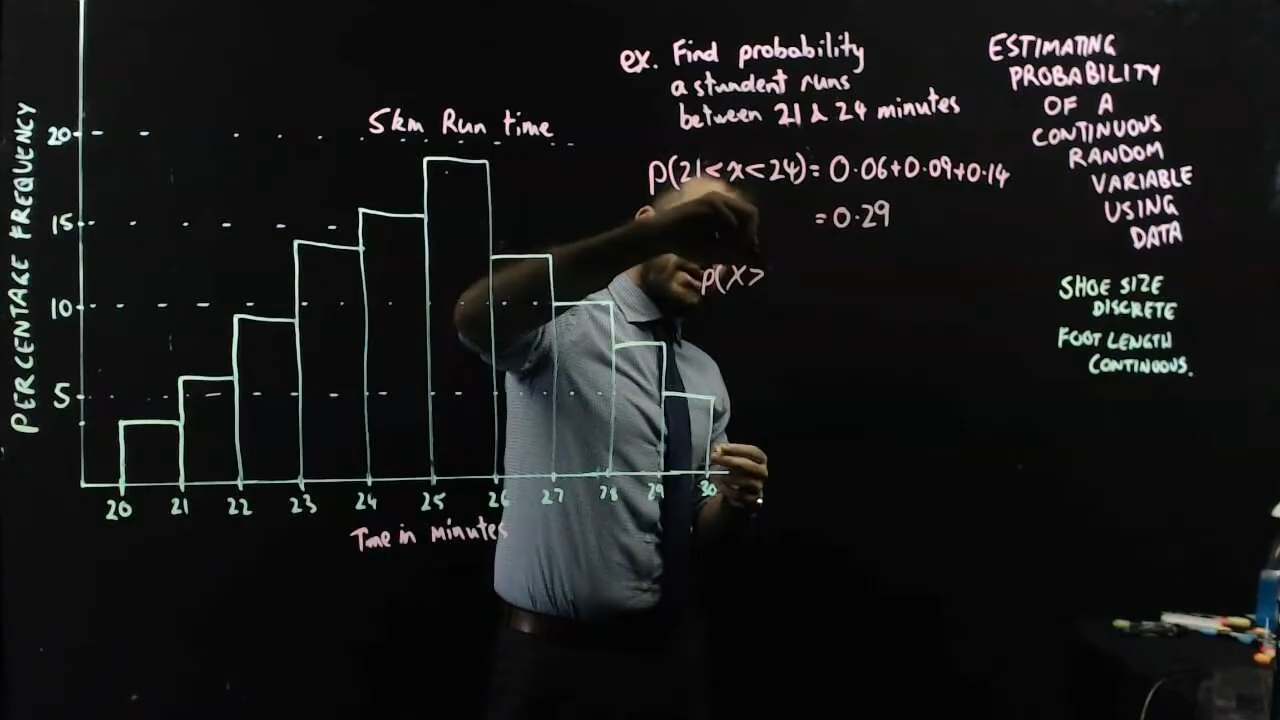 5km Run time
PERCENTAGE FREQUENCY
20
15
10
5
20 21 22 23 24 25 26 27 28 29 30
Time in minutes
ex. Find probability
a stundent runs
between 21 & 24 minutes
P(21<x<24) = 0.06+0.09+0.14
= 0.29
P(X>
ESTIMATING
PROBABILITY
OF A
CONTINUOUS
RANDOM
VARIABLE
USING
DATA
SHOE SIZE
DISCRETE
FOOT LENGTH
CONTINUOUS.